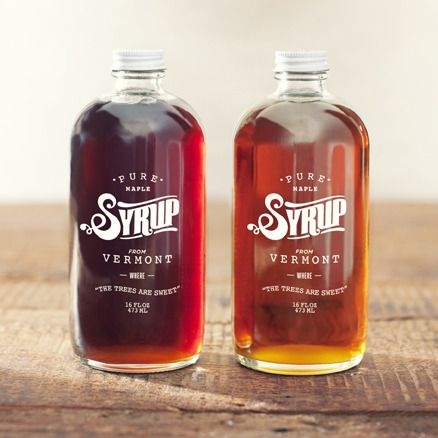 · PURE ·
MAPLE
SYRUP
FROM
VERMONT
— WHERE —
"THE TREES ARE SWEET"
16 FL OZ
473 ML
· PURE ·
MAPLE
SYRUP
FROM
VERMONT
— WHERE —
"THE TREES ARE SWEET"
16 FL OZ
473 ML